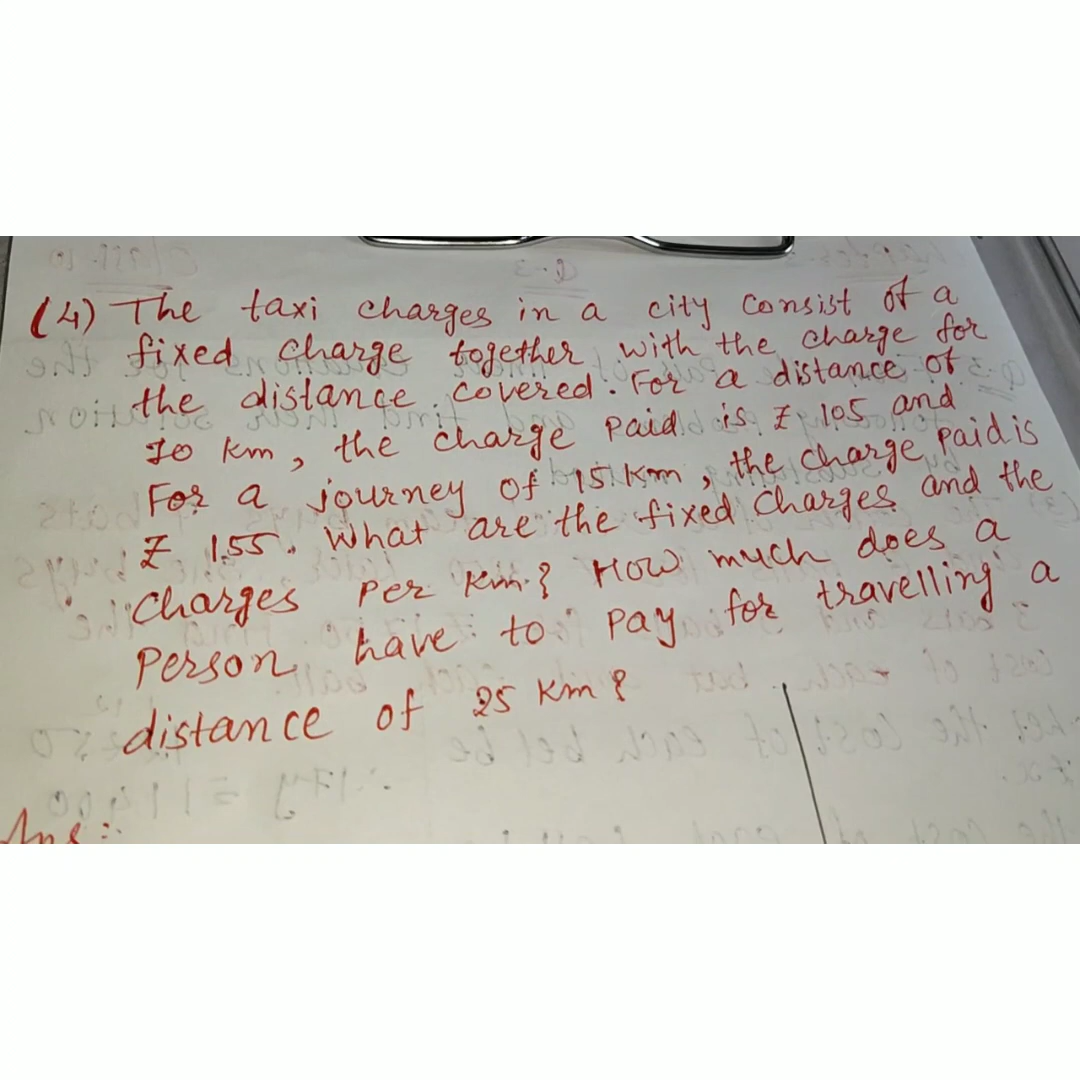 (4) The taxi charges in a city consist of a
fixed charge together with the charge for
the distance covered. For a distance of
10 km, the charge paid is ₹ 105 and
For a journey of 15 km, the charge paid is
₹ 155. What are the fixed charges and the
charges per km? How much does a
person have to pay for travelling a
distance of 25 km?
Ans: